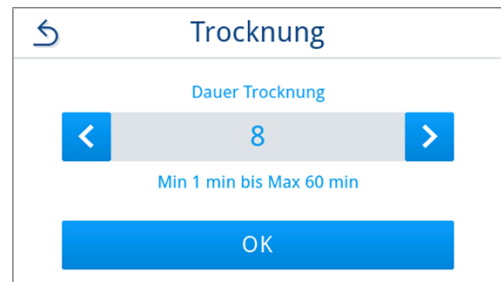 Trocknung
Dauer Trocknung
8
Min 1 min bis Max 60 min
OK